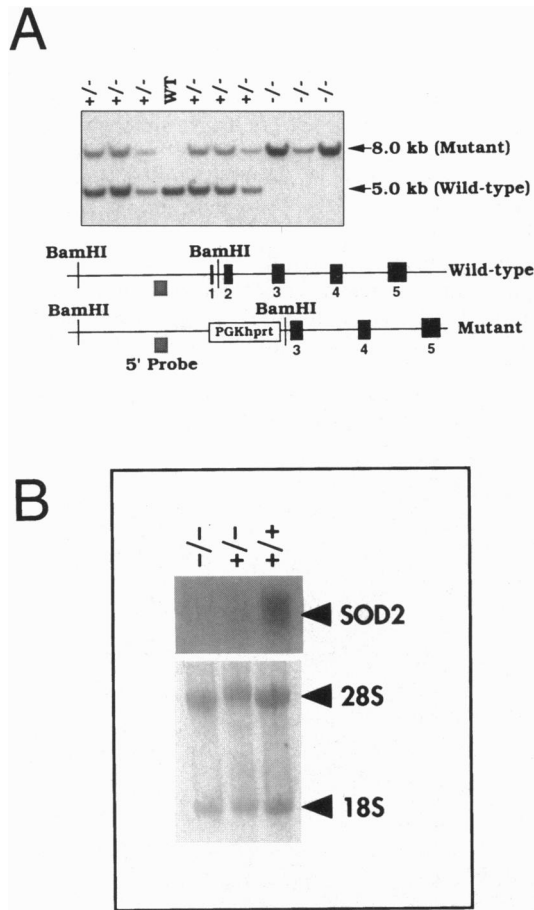 A
+/- +/- +/- WT +/- +/- +/- -/- -/- -/-
8.0 kb (Mutant)
5.0 kb (Wild-type)
BamHI BamHI
Wild-type
1 2 3 4 5
BamHI BamHI
PGKhprt
Mutant
3 4 5
5' Probe
B
-/- -/+ +/+
SOD2
28S
18S